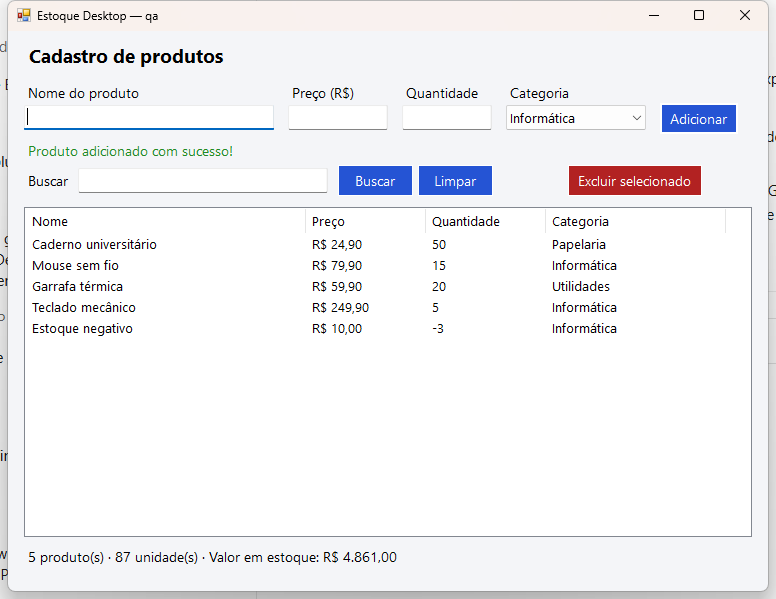 Estoque Desktop — qa
Cadastro de produtos
Nome do produto Preço (R$) Quantidade Categoria
Informática Adicionar
Produto adicionado com sucesso!
Buscar Buscar Limpar Excluir selecionado
Nome Preço Quantidade Categoria
Caderno universitário R$ 24,90 50 Papelaria
Mouse sem fio R$ 79,90 15 Informática
Garrafa térmica R$ 59,90 20 Utilidades
Teclado mecânico R$ 249,90 5 Informática
Estoque negativo R$ 10,00 -3 Informática
5 produto(s) · 87 unidade(s) · Valor em estoque: R$ 4.861,00